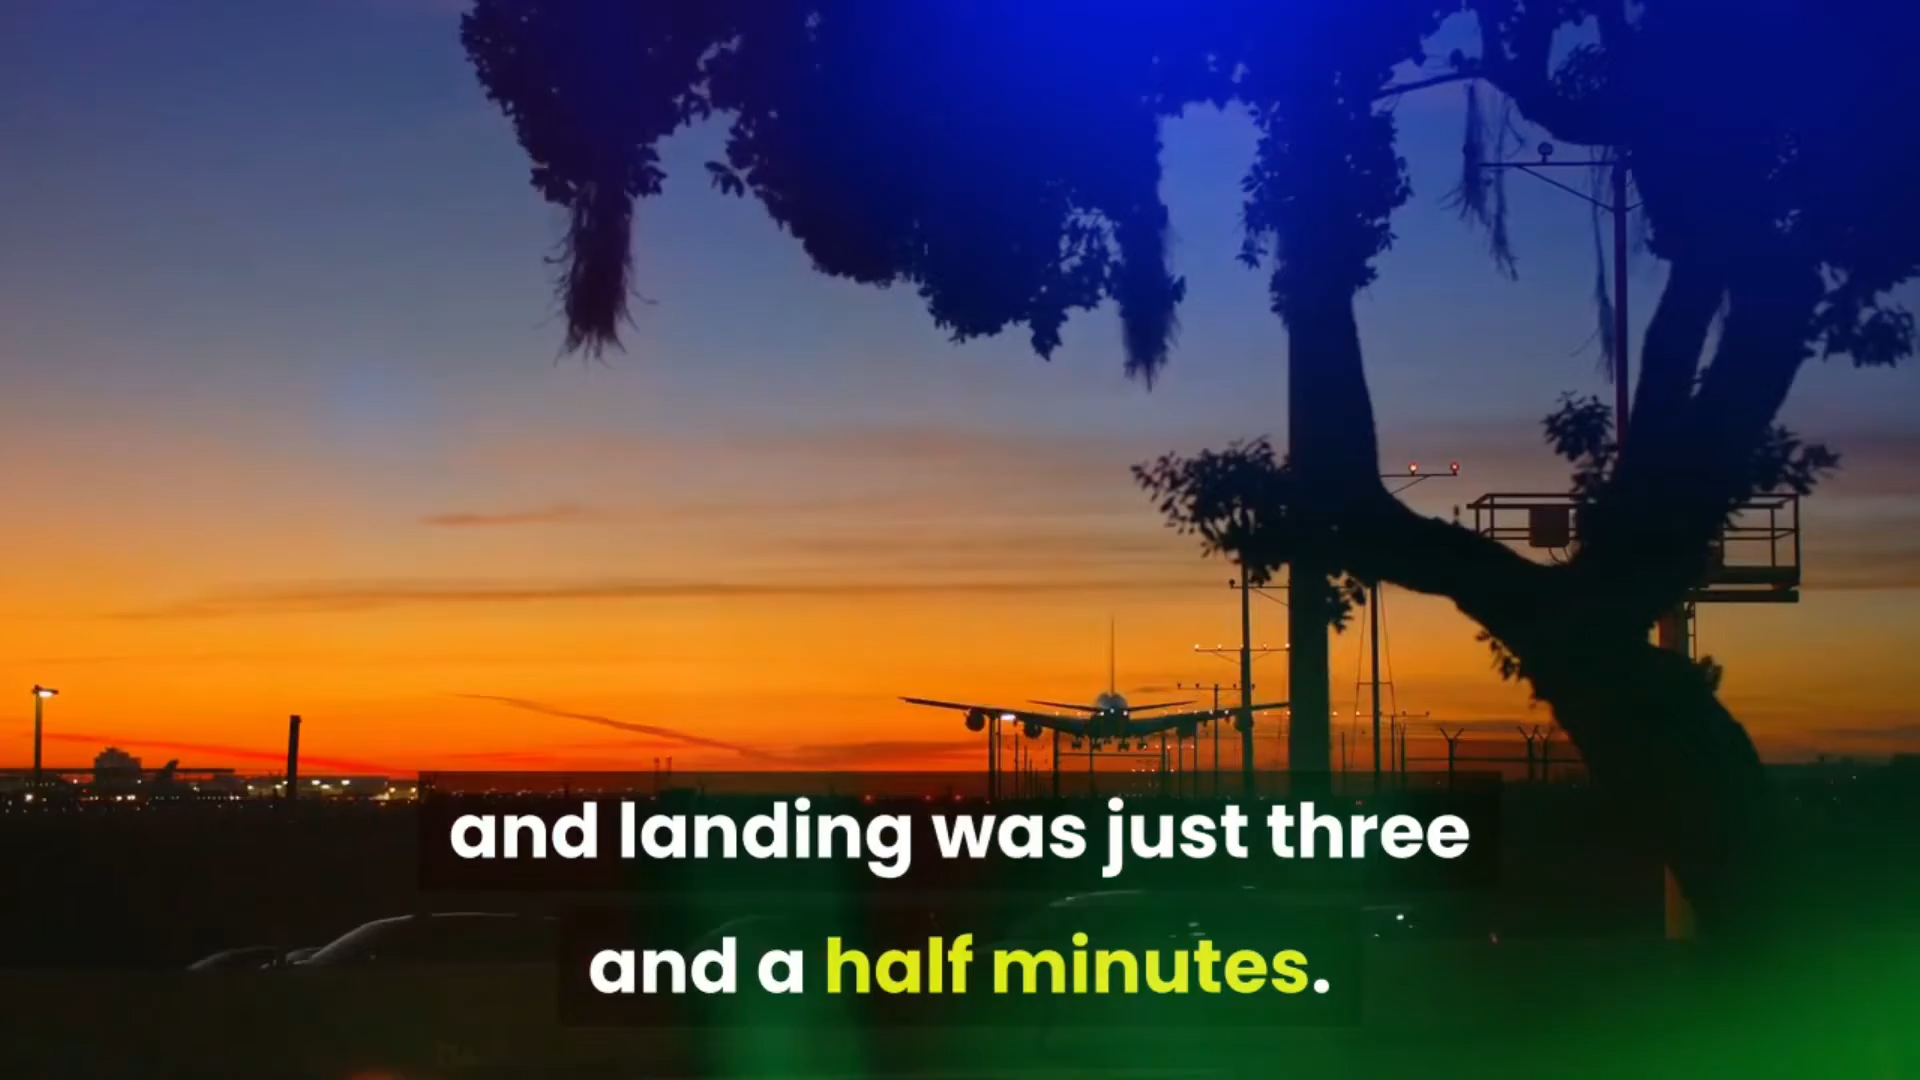 and landing was just three
and a half minutes.